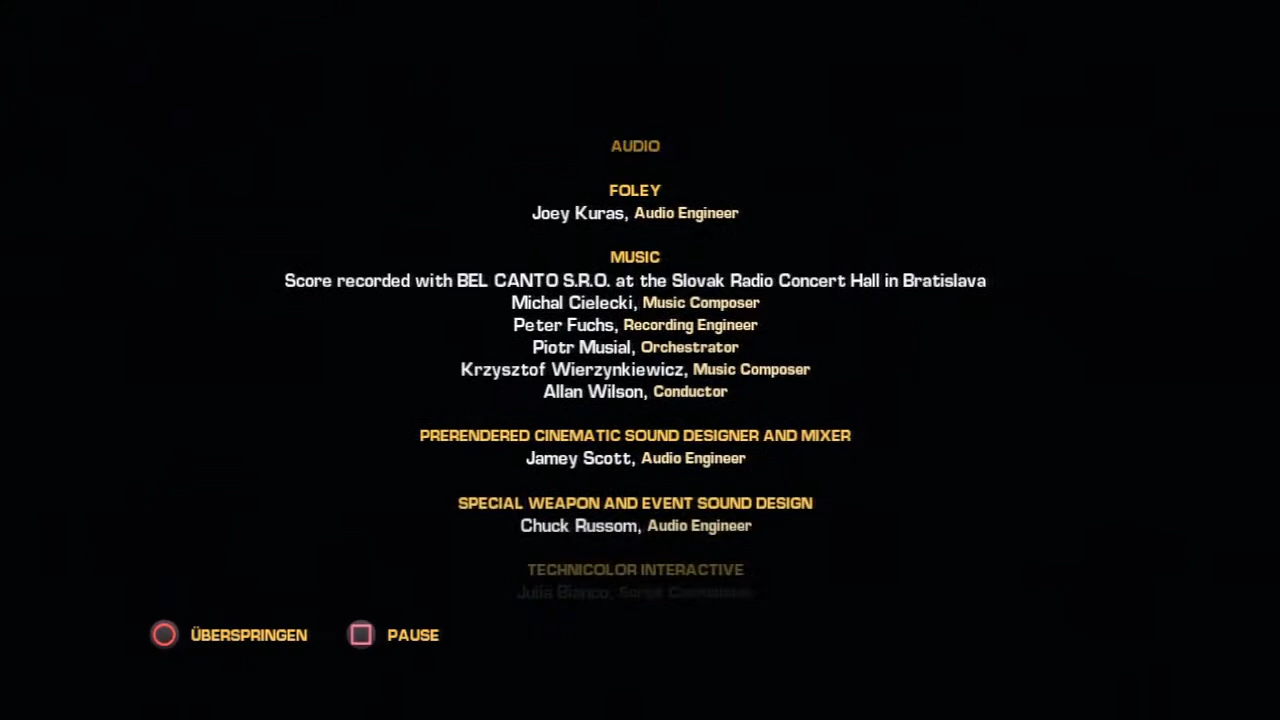 AUDIO
FOLEY
Joey Kuras, Audio Engineer
MUSIC
Score recorded with BEL CANTO S.R.O. at the Slovak Radio Concert Hall in Bratislava
Michal Cielecki, Music Composer
Peter Fuchs, Recording Engineer
Piotr Musial, Orchestrator
Krzysztof Wierzynkiewicz, Music Composer
Allan Wilson, Conductor
PRERENDERED CINEMATIC SOUND DESIGNER AND MIXER
Jamey Scott, Audio Engineer
SPECIAL WEAPON AND EVENT SOUND DESIGN
Chuck Russom, Audio Engineer
TECHNICOLOR INTERACTIVE
Julia Bianco,
ÜBERSPRINGEN PAUSE